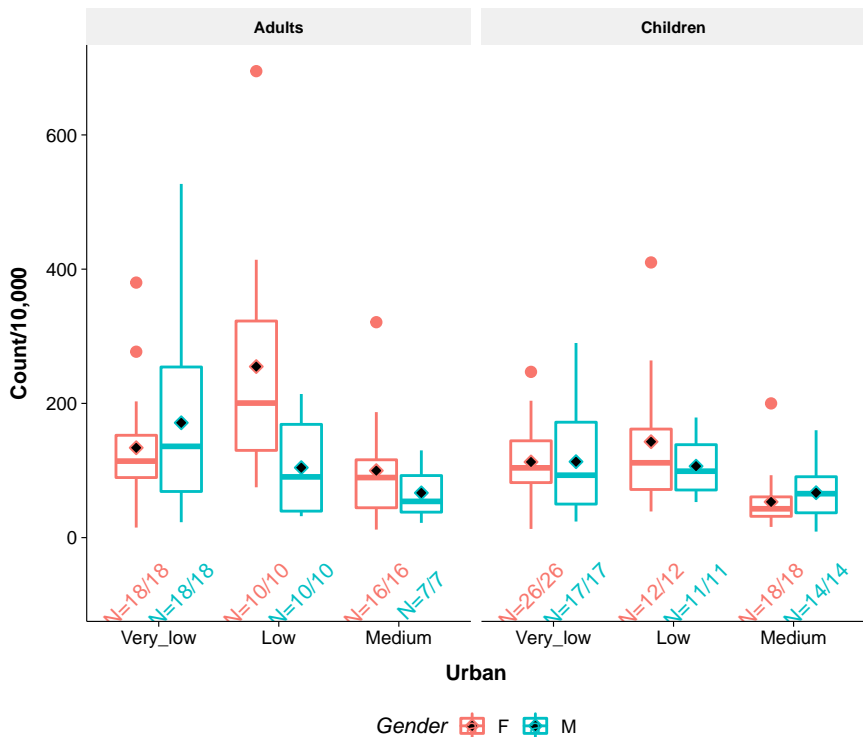 Adults Children
Count/10,000
600
400
200
0
N=18/18 N=18/18 N=10/10 N=10/10 N=16/16 N=7/7 N=26/26 N=17/17 N=12/12 N=11/11 N=18/18 N=14/14
Very_low Low Medium Very_low Low Medium
Urban
Gender F M